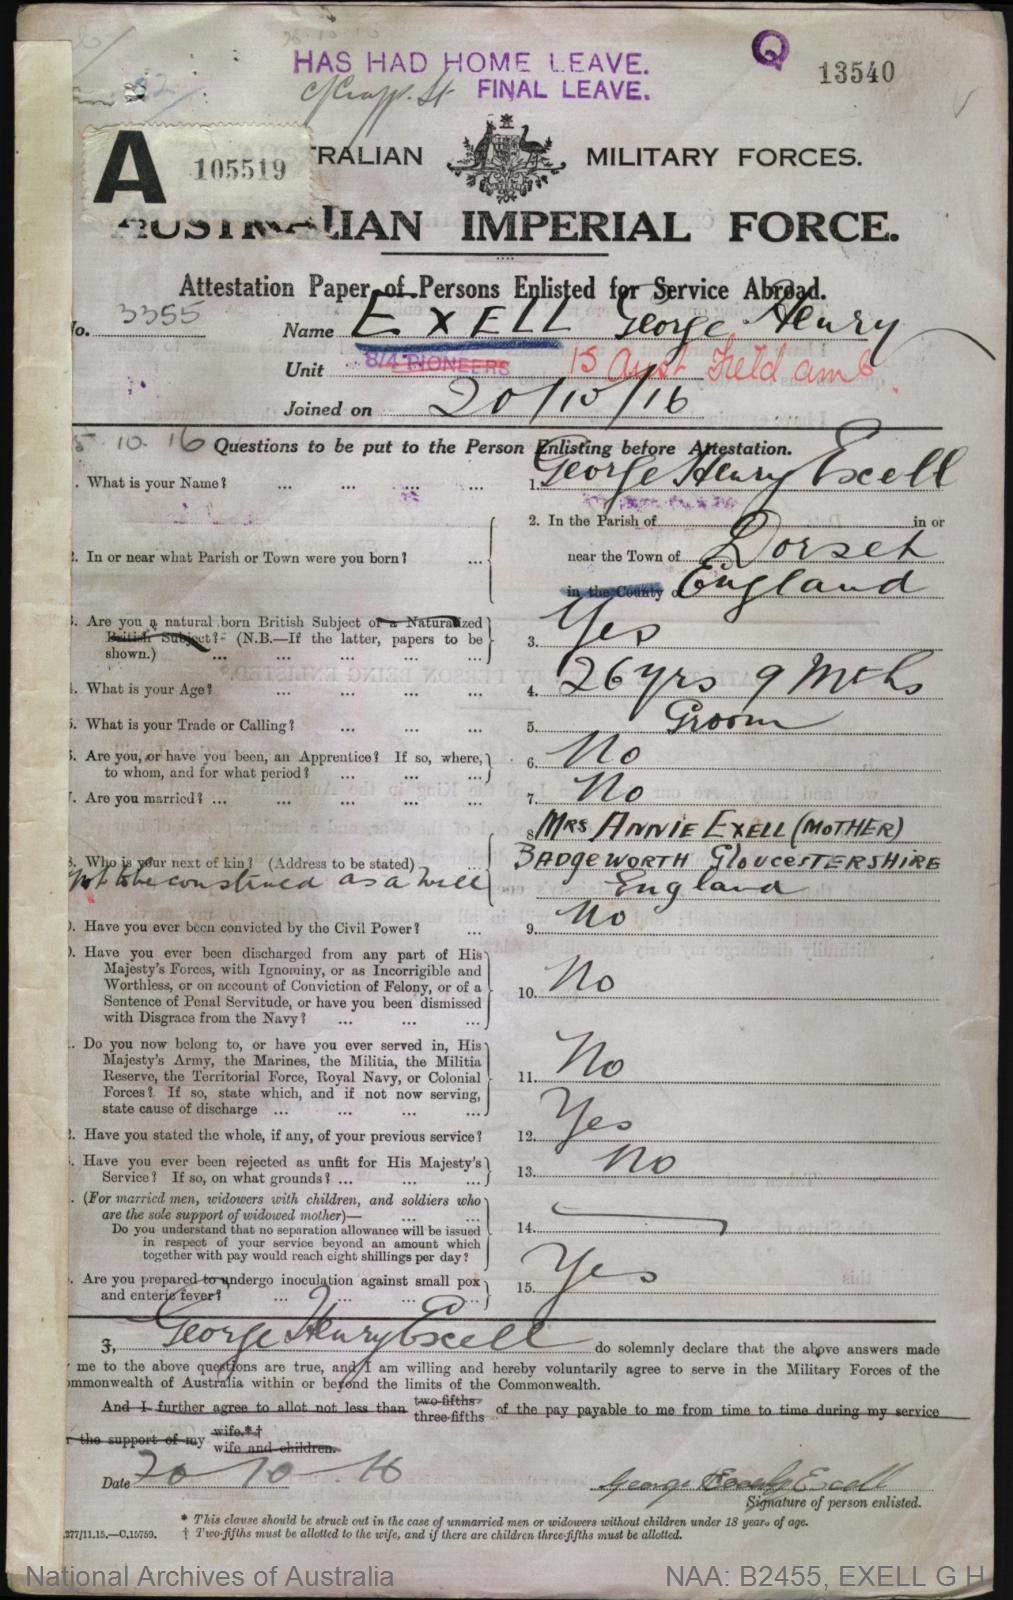 HAS HAD HOME LEAVE.
FINAL LEAVE.
Q
13540
A
105519
TRALIAN MILITARY FORCES.
AUSTRALIAN IMPERIAL FORCE.
Attestation Paper of Persons Enlisted for Service Abroad.
No. 3355 Name EXELL George Henry
Unit 8/4 PIONEERS 15 Aust Field amb.
Joined on 20/10/16
5.10.16 Questions to be put to the Person Enlisting before Attestation.
. What is your Name? ... ... ... ... 1. George Henry Excell
2. In or near what Parish or Town were you born? ... 2. In the Parish of in or
near the Town of Dorset
in the County of England
3. Are you a natural born British Subject or a Naturalized
British Subject?- (N.B.—If the latter, papers to be
shown.) ... ... ... ... 3. Yes
4. What is your Age? ... ... ... ... 4. 26 yrs 9 Mths
5. What is your Trade or Calling? ... ... ... 5. Groom
6. Are you, or have you been, an Apprentice? If so, where,
to whom, and for what period? ... ... ... 6. No
7. Are you married? ... ... ... ... ... 7. No
8. Who is your next of kin? (Address to be stated) ... 8. MRS ANNIE EXELL (MOTHER)
Not to be construed as a will
BADGEWORTH GLOUCESTERSHIRE
England
9. Have you ever been convicted by the Civil Power? ... 9. No
0. Have you ever been discharged from any part of His
Majesty's Forces, with Ignominy, or as Incorrigible and
Worthless, or on account of Conviction of Felony, or of a
Sentence of Penal Servitude, or have you been dismissed
with Disgrace from the Navy? ... ... ... 10. No
. Do you now belong to, or have you ever served in, His
Majesty's Army, the Marines, the Militia, the Militia
Reserve, the Territorial Force, Royal Navy, or Colonial
Forces? If so, state which, and if not now serving,
state cause of discharge ... ... ... ... 11. No
2. Have you stated the whole, if any, of your previous service? 12. Yes
. Have you ever been rejected as unfit for His Majesty's
Service? If so, on what grounds? ... ... ... 13. No
. (For married men, widowers with children, and soldiers who
are the sole support of widowed mother)— ... ...
Do you understand that no separation allowance will be issued
in respect of your service beyond an amount which
together with pay would reach eight shillings per day? 14.
. Are you prepared to undergo inoculation against small pox
and enteric fever? ... ... ... ... 15. Yes
I, George Henry Excell do solemnly declare that the above answers made
me to the above questions are true, and I am willing and hereby voluntarily agree to serve in the Military Forces of the
ommonwealth of Australia within or beyond the limits of the Commonwealth.
And I further agree to allot not less than two-fifths three-fifths of the pay payable to me from time to time during my service
r the support of my wife.*† wife and children.
Date 20 10 16 George Excell
Signature of person enlisted.
* This clause should be struck out in the case of unmarried men or widowers without children under 18 years of age.
† Two-fifths must be allotted to the wife, and if there are children three-fifths must be allotted.
277/11.15.—C.15759.
National Archives of Australia NAA: B2455, EXELL G H